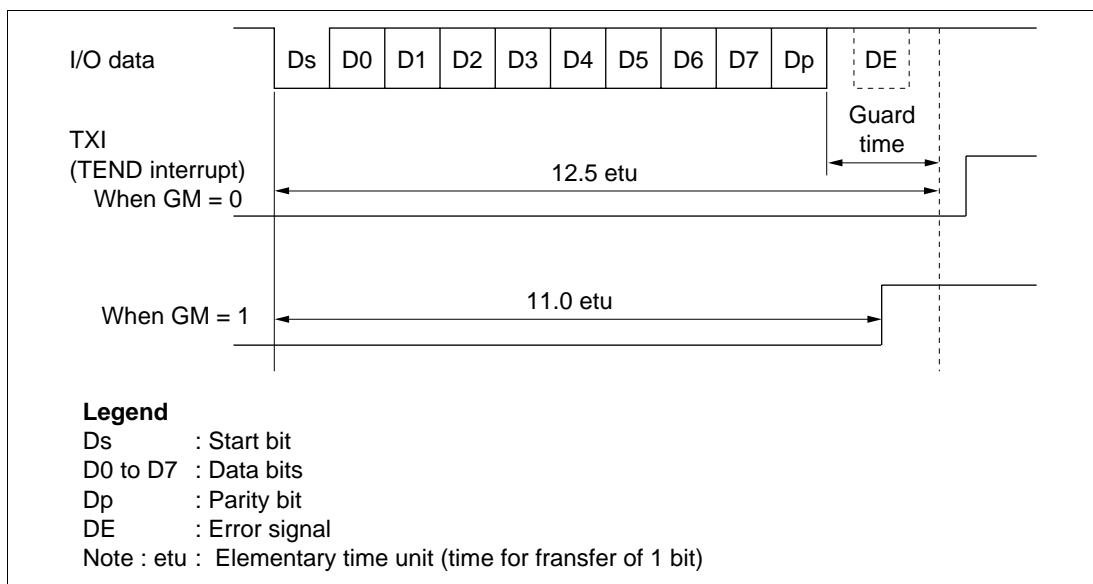 I/O data
Ds D0 D1 D2 D3 D4 D5 D6 D7 Dp DE
Guard
time
TXI
(TEND interrupt)
When GM = 0
12.5 etu
When GM = 1
11.0 etu
Legend
Ds : Start bit
D0 to D7 : Data bits
Dp : Parity bit
DE : Error signal
Note : etu : Elementary time unit (time for fransfer of 1 bit)